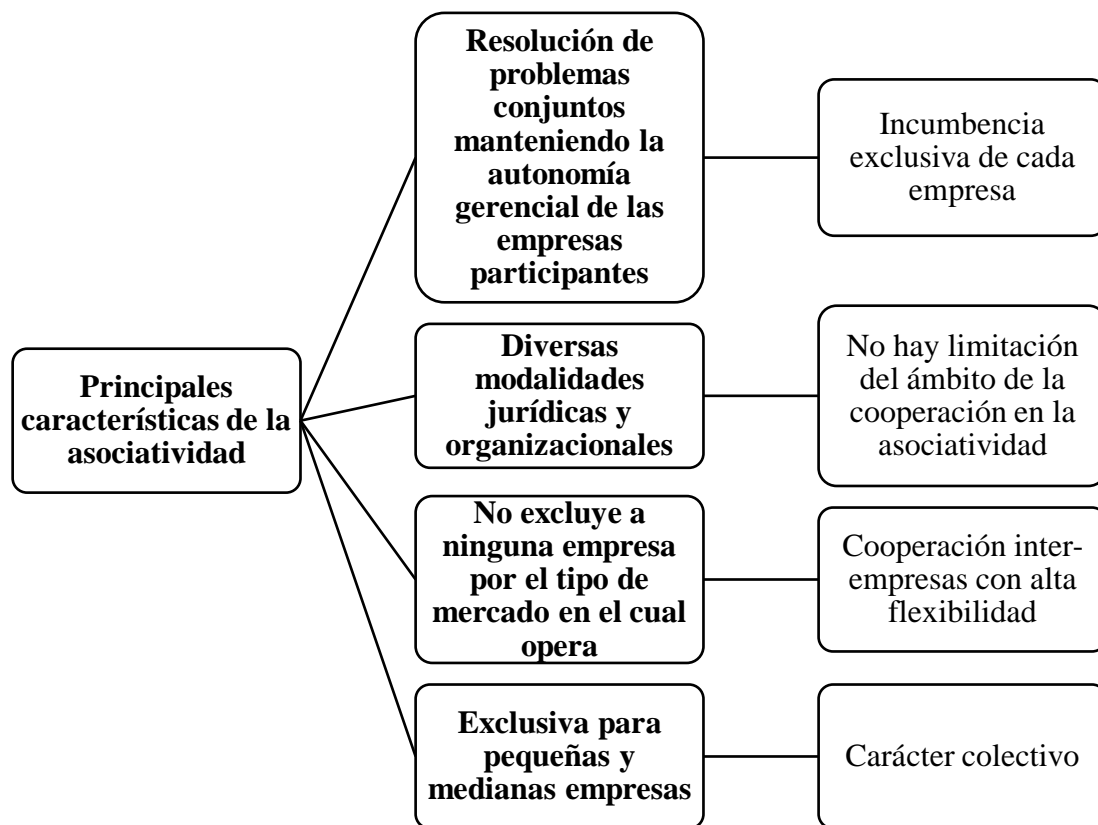 Principales
características de la
asociatividad
Resolución de
problemas
conjuntos
manteniendo la
autonomía
gerencial de las
empresas
participantes
Incumbencia
exclusiva de cada
empresa
Diversas
modalidades
jurídicas y
organizacionales
No hay limitación
del ámbito de la
cooperación en la
asociatividad
No excluye a
ninguna empresa
por el tipo de
mercado en el cual
opera
Cooperación inter-
empresas con alta
flexibilidad
Exclusiva para
pequeñas y
medianas empresas
Carácter colectivo